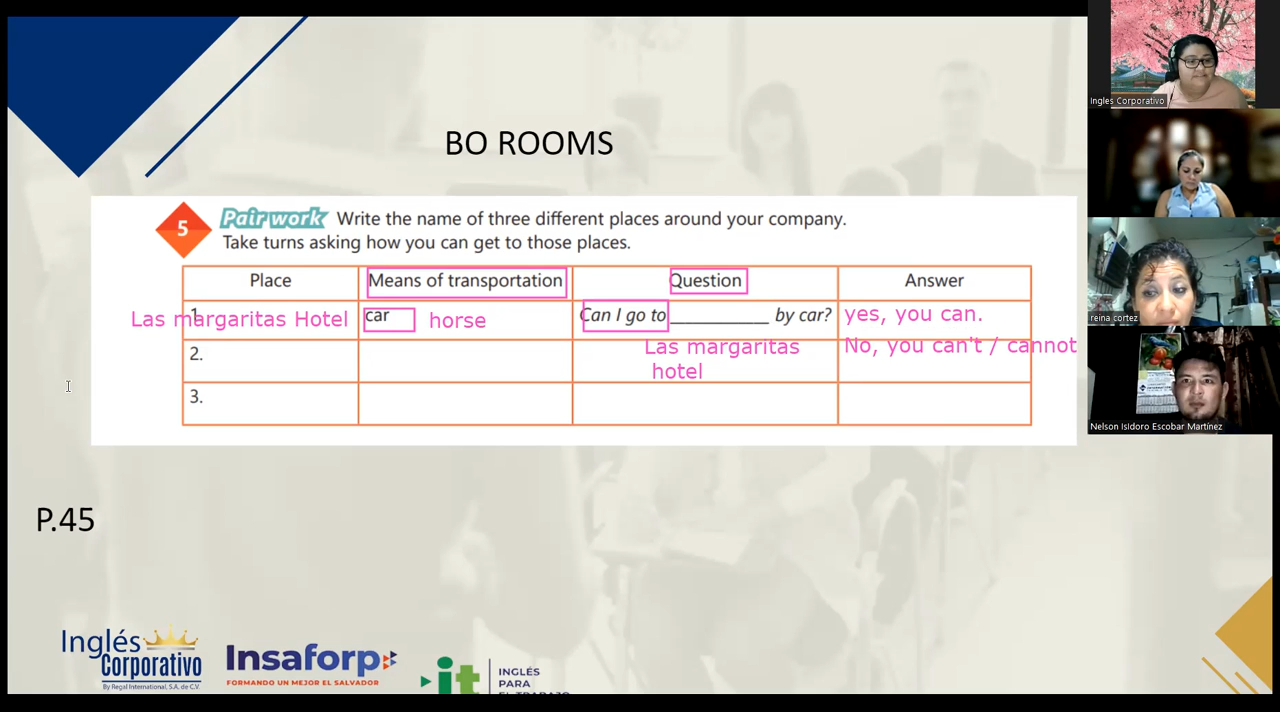 BO ROOMS
5
Pair work Write the name of three different places around your company.
Take turns asking how you can get to those places.
Place Means of transportation Question Answer
1. car horse Can I go to __________ by car? yes, you can.
Las margaritas Hotel
2. Las margaritas No, you can't / cannot
hotel
3.
P.45
Inglés
Corporativo
By Regal International, S.A. de C.V.
Insaforp
FORMANDO UN MEJOR EL SALVADOR
it
INGLÉS
PARA
EL TRABAJO
Ingles Corporativo
reina cortez
Nelson Isidoro Escobar Martínez